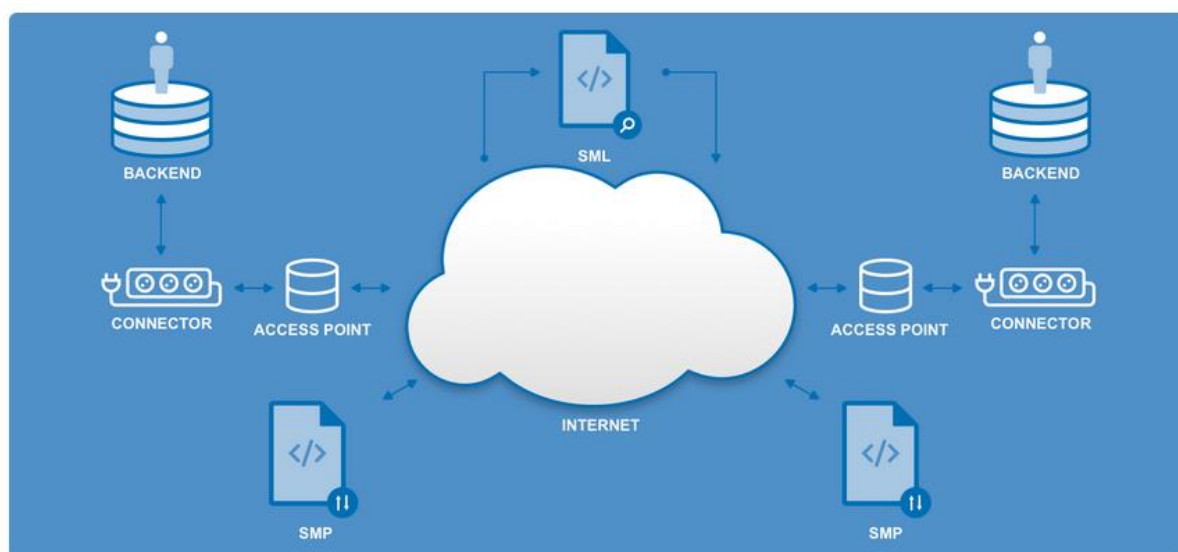 </>
SML
BACKEND
BACKEND
CONNECTOR
ACCESS POINT
ACCESS POINT
CONNECTOR
INTERNET
</>
</>
SMP
SMP